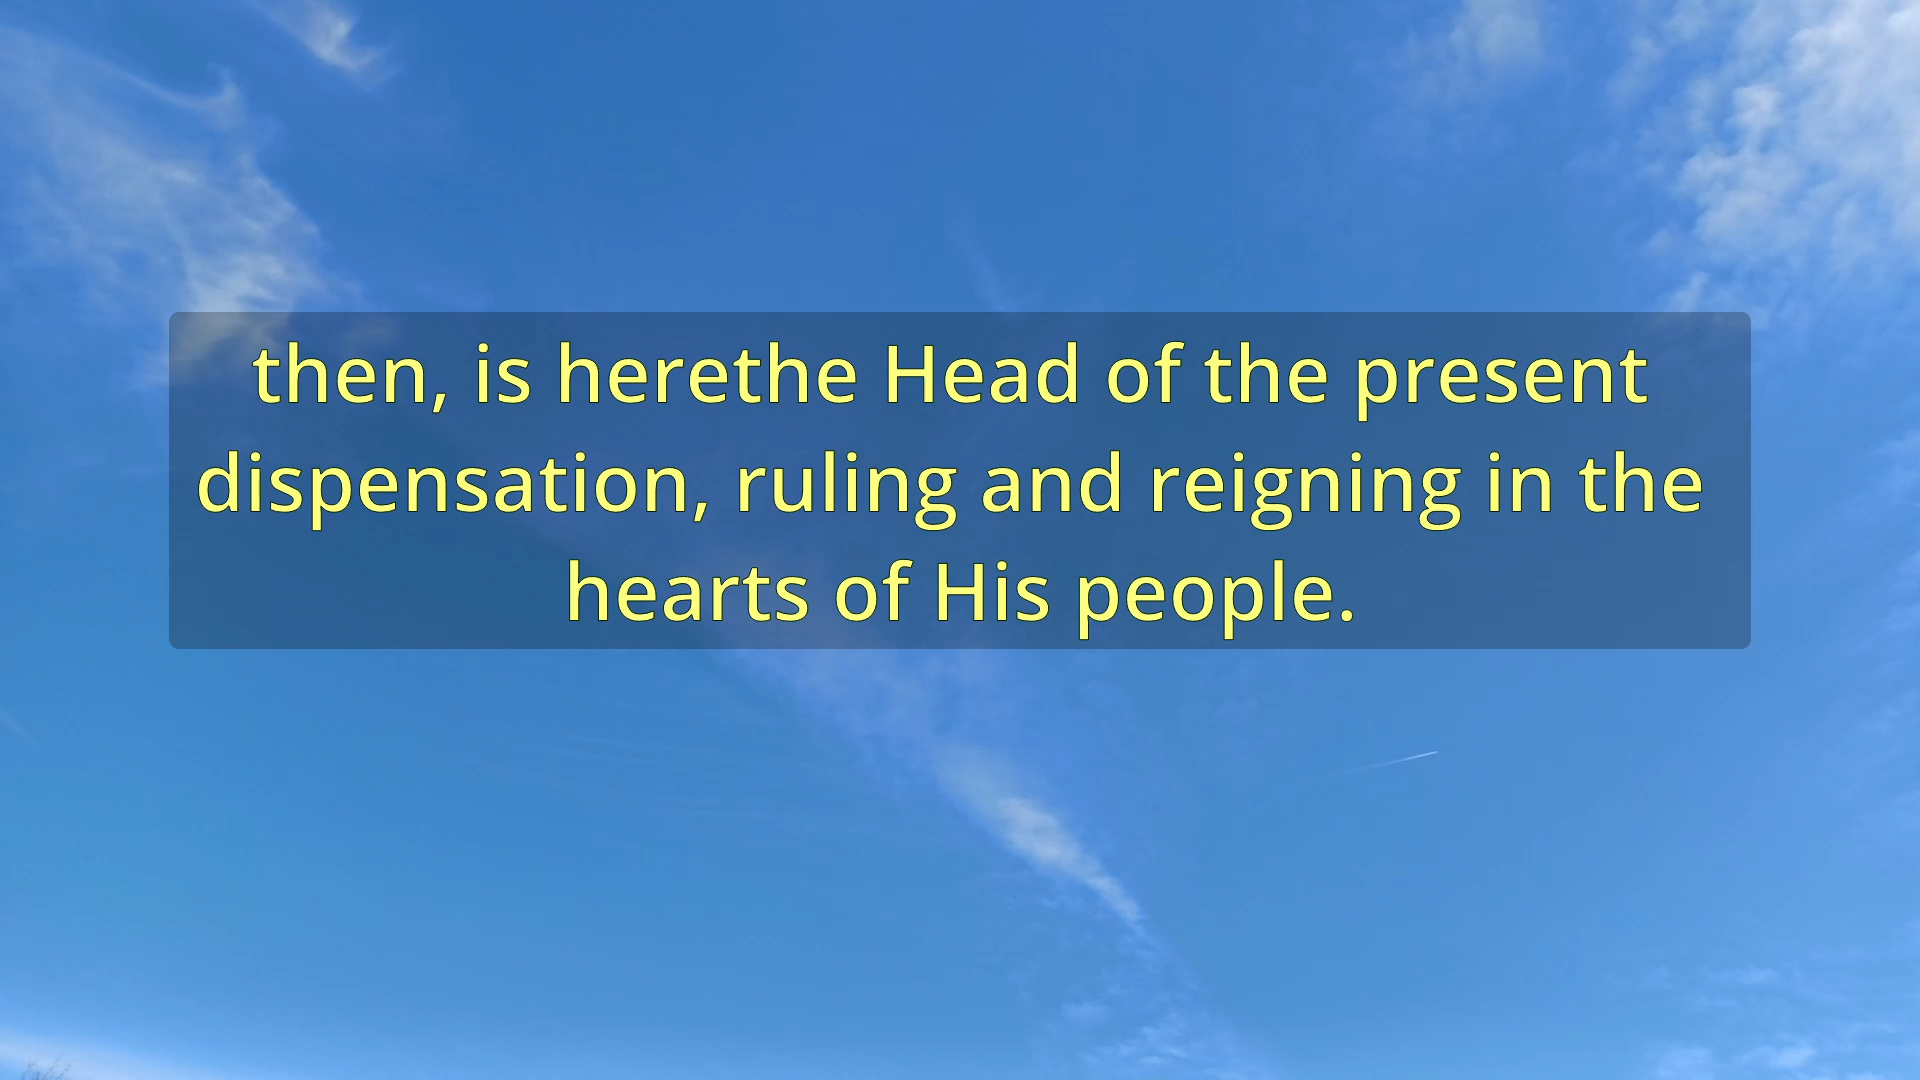 then, is herethe Head of the present
dispensation, ruling and reigning in the
hearts of His people.